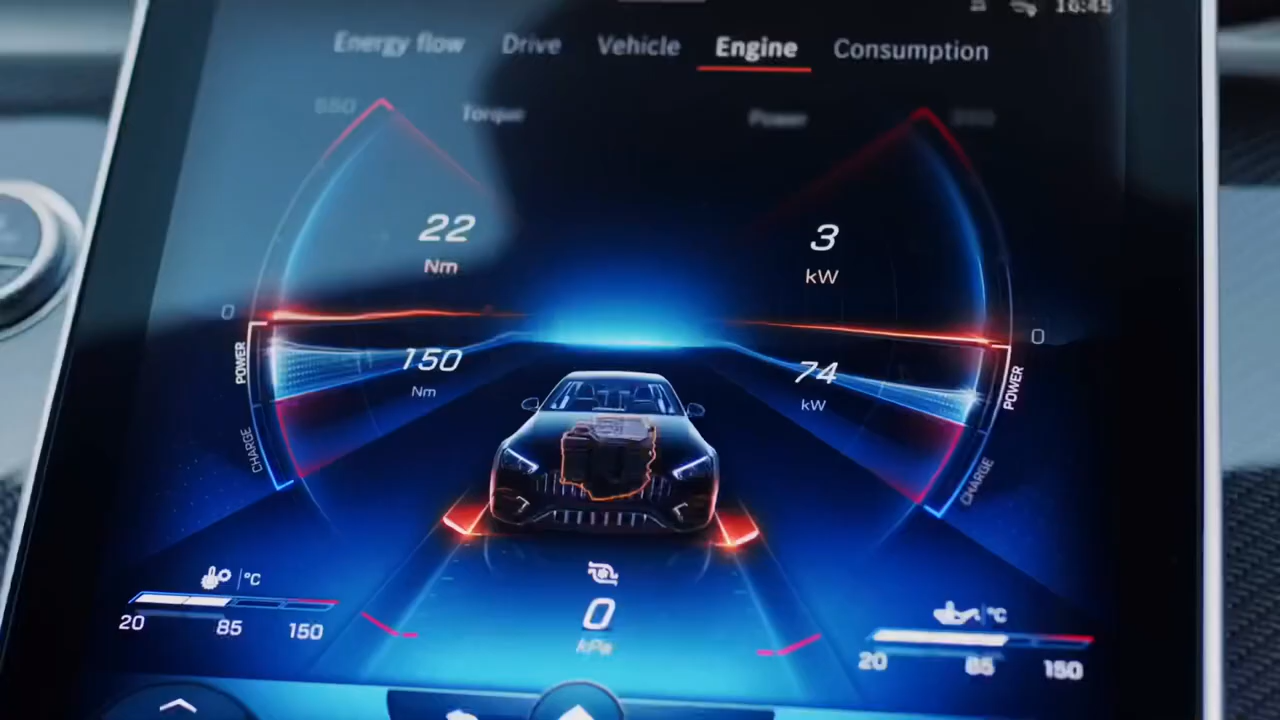 16:45
Energy flow Drive Vehicle Engine Consumption
Torque Power
22 3
Nm kW
0 0
POWER POWER
150 74
Nm kW
CHARGE CHARGE
°C °C
0
kPa
20 85 150
20 85 150